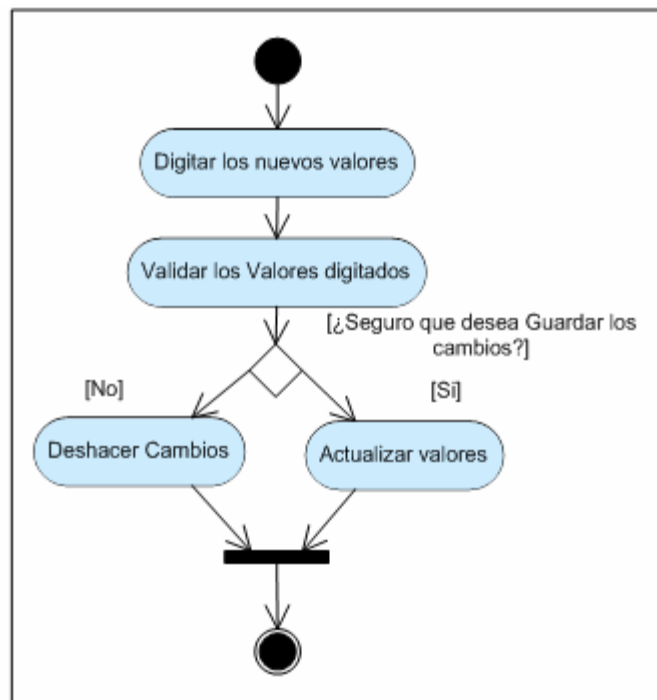 Digitar los nuevos valores
Validar los Valores digitados
[¿Seguro que desea Guardar los
cambios?]
[No]
[Si]
Deshacer Cambios
Actualizar valores